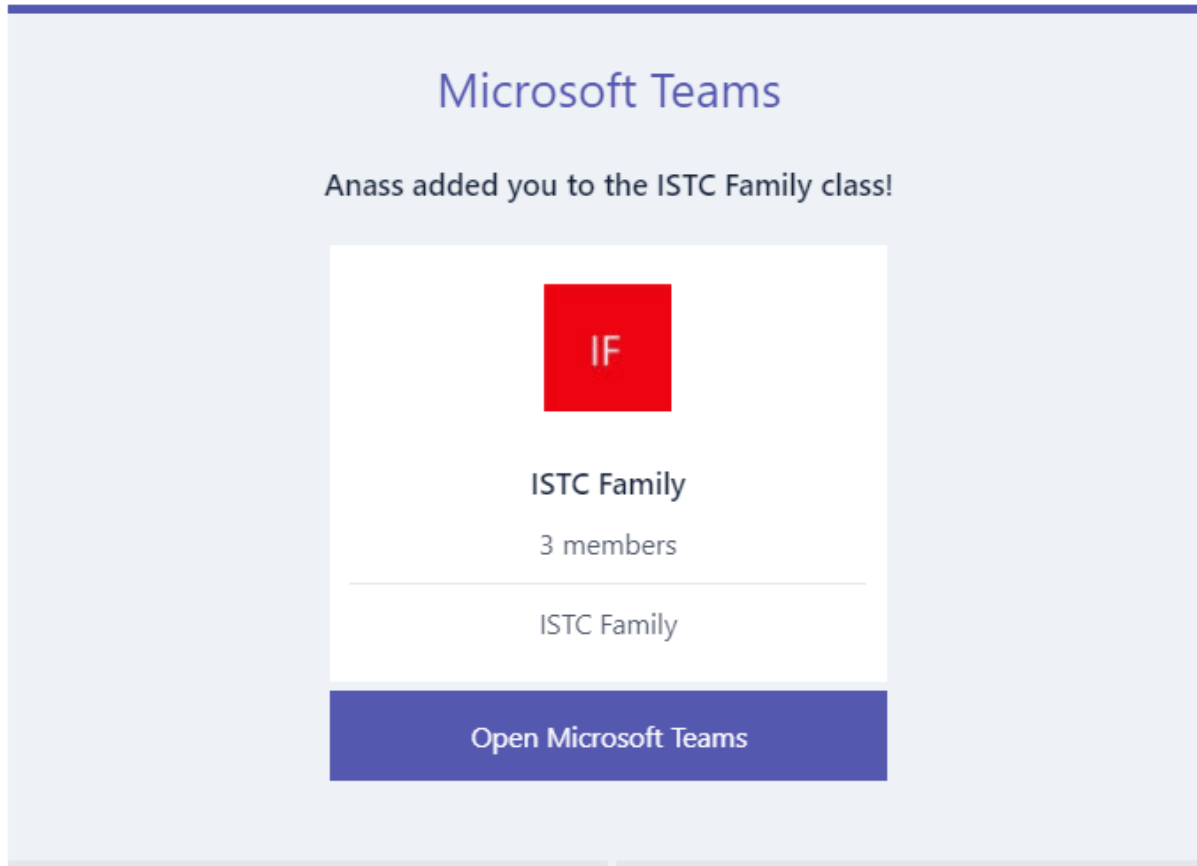 Microsoft Teams
Anass added you to the ISTC Family class!
IF
ISTC Family
3 members
ISTC Family
Open Microsoft Teams